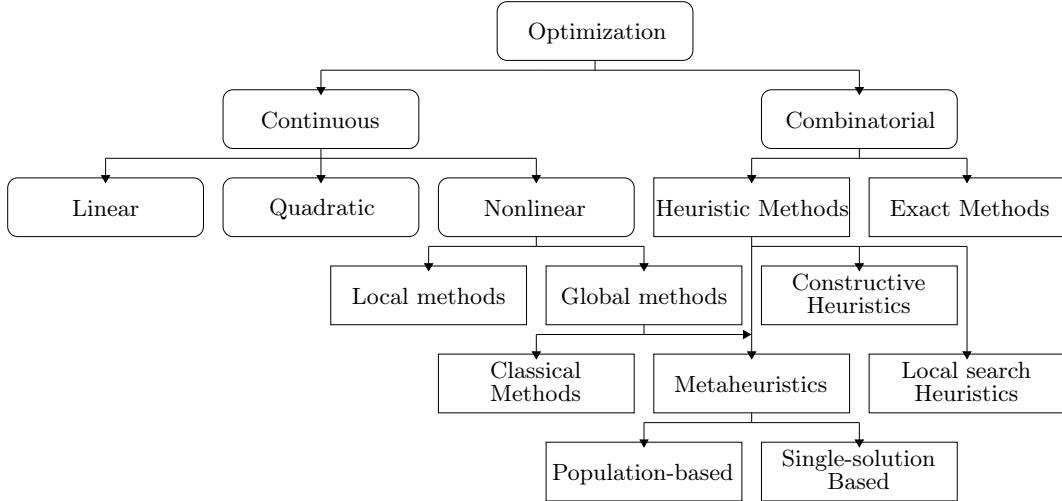 Optimization
Continuous
Combinatorial
Linear
Quadratic
Nonlinear
Heuristic Methods
Exact Methods
Local methods
Global methods
Constructive
Heuristics
Classical
Methods
Metaheuristics
Local search
Heuristics
Population-based
Single-solution
Based